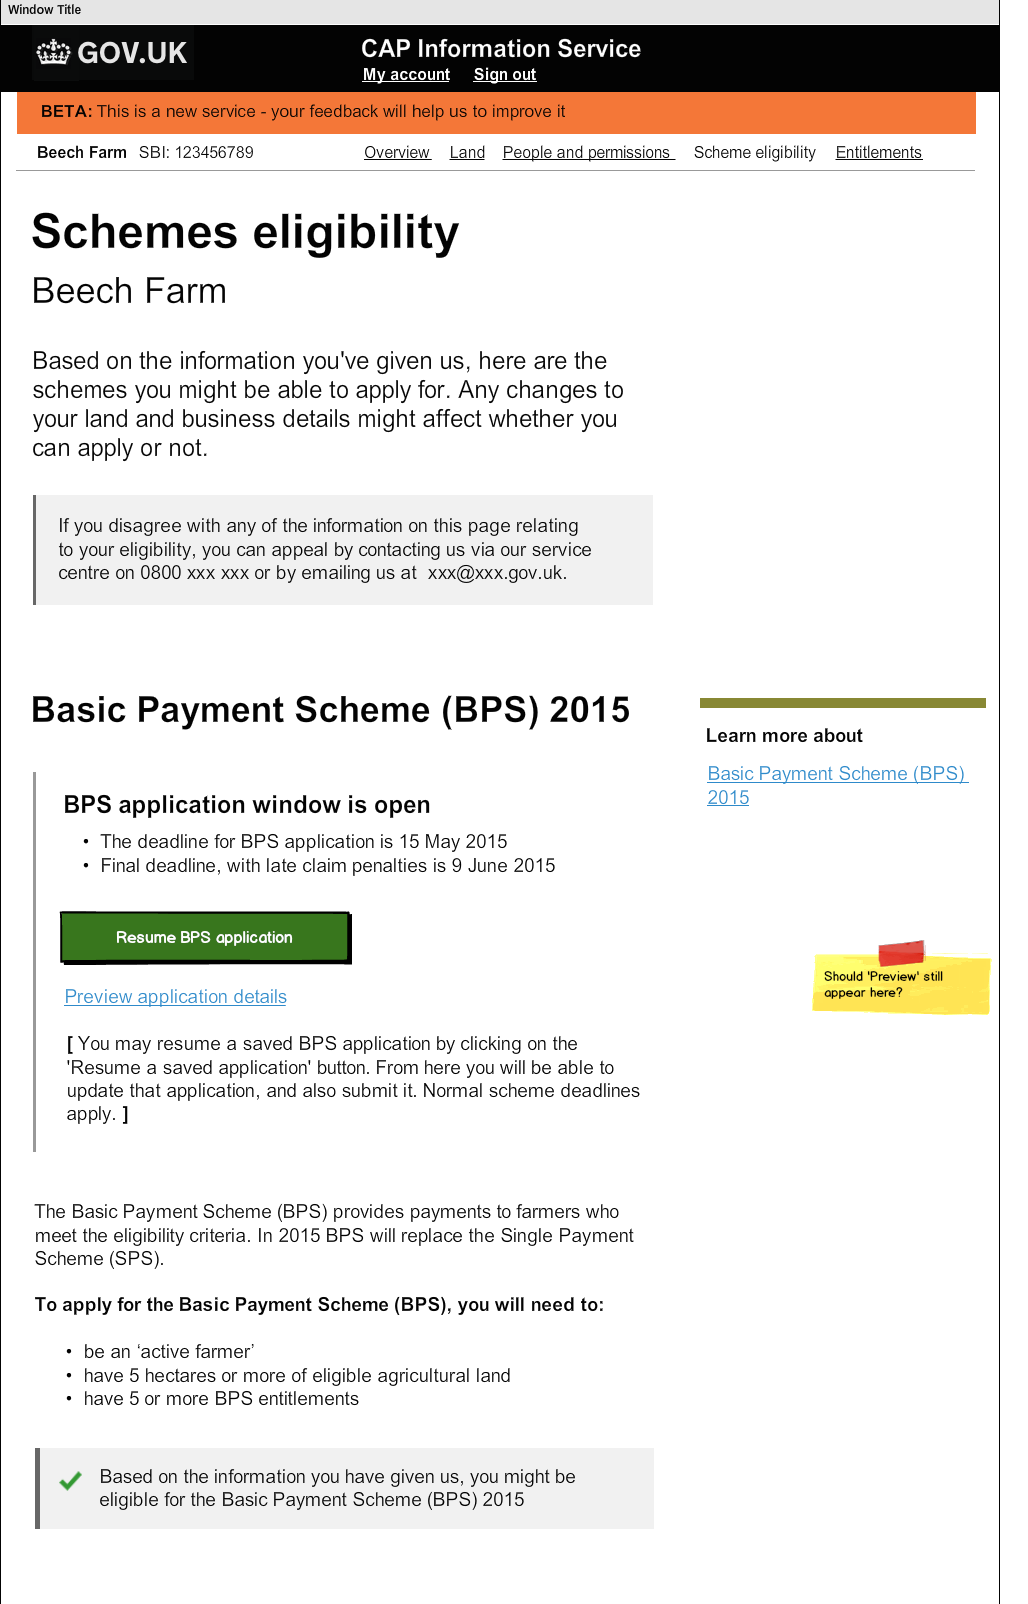 Window Title
GOV.UK
CAP Information Service
My account Sign out
BETA: This is a new service - your feedback will help us to improve it
Beech Farm SBI: 123456789 Overview Land People and permissions Scheme eligibility Entitlements
Schemes eligibility
Beech Farm
Based on the information you've given us, here are the
schemes you might be able to apply for. Any changes to
your land and business details might affect whether you
can apply or not.
If you disagree with any of the information on this page relating
to your eligibility, you can appeal by contacting us via our service
centre on 0800 xxx xxx or by emailing us at xxx@xxx.gov.uk.
Basic Payment Scheme (BPS) 2015
Learn more about
Basic Payment Scheme (BPS)
2015
BPS application window is open
• The deadline for BPS application is 15 May 2015
• Final deadline, with late claim penalties is 9 June 2015
Resume BPS application
Should 'Preview' still
appear here?
Preview application details
[ You may resume a saved BPS application by clicking on the
'Resume a saved application' button. From here you will be able to
update that application, and also submit it. Normal scheme deadlines
apply. ]
The Basic Payment Scheme (BPS) provides payments to farmers who
meet the eligibility criteria. In 2015 BPS will replace the Single Payment
Scheme (SPS).
To apply for the Basic Payment Scheme (BPS), you will need to:
• be an ‘active farmer’
• have 5 hectares or more of eligible agricultural land
• have 5 or more BPS entitlements
Based on the information you have given us, you might be
eligible for the Basic Payment Scheme (BPS) 2015